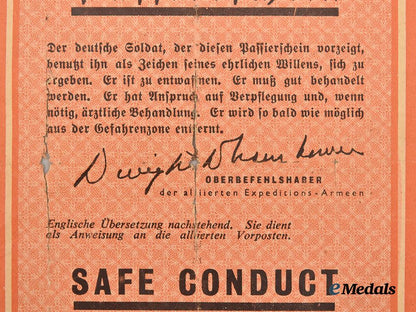 Der deutsche Soldat, der diesen Passierschein vorzeigt,
benutzt ihn als Zeichen seines ehrlichen Willens, sich zu
ergeben. Er ist zu entwaffnen. Er muß gut behandelt
werden. Er hat Anspruch auf Verpflegung und, wenn
nötig, ärztliche Behandlung. Er wird so bald wie möglich
aus der Gefahrenzone entfernt.
Dwight D Eisenhower
OBERBEFEHLSHABER
der alliierten Expeditions-Armeen
Englische Übersetzung nachstehend. Sie dient
als Anweisung an die alliierten Vorposten.
SAFE CONDUCT
eMedals